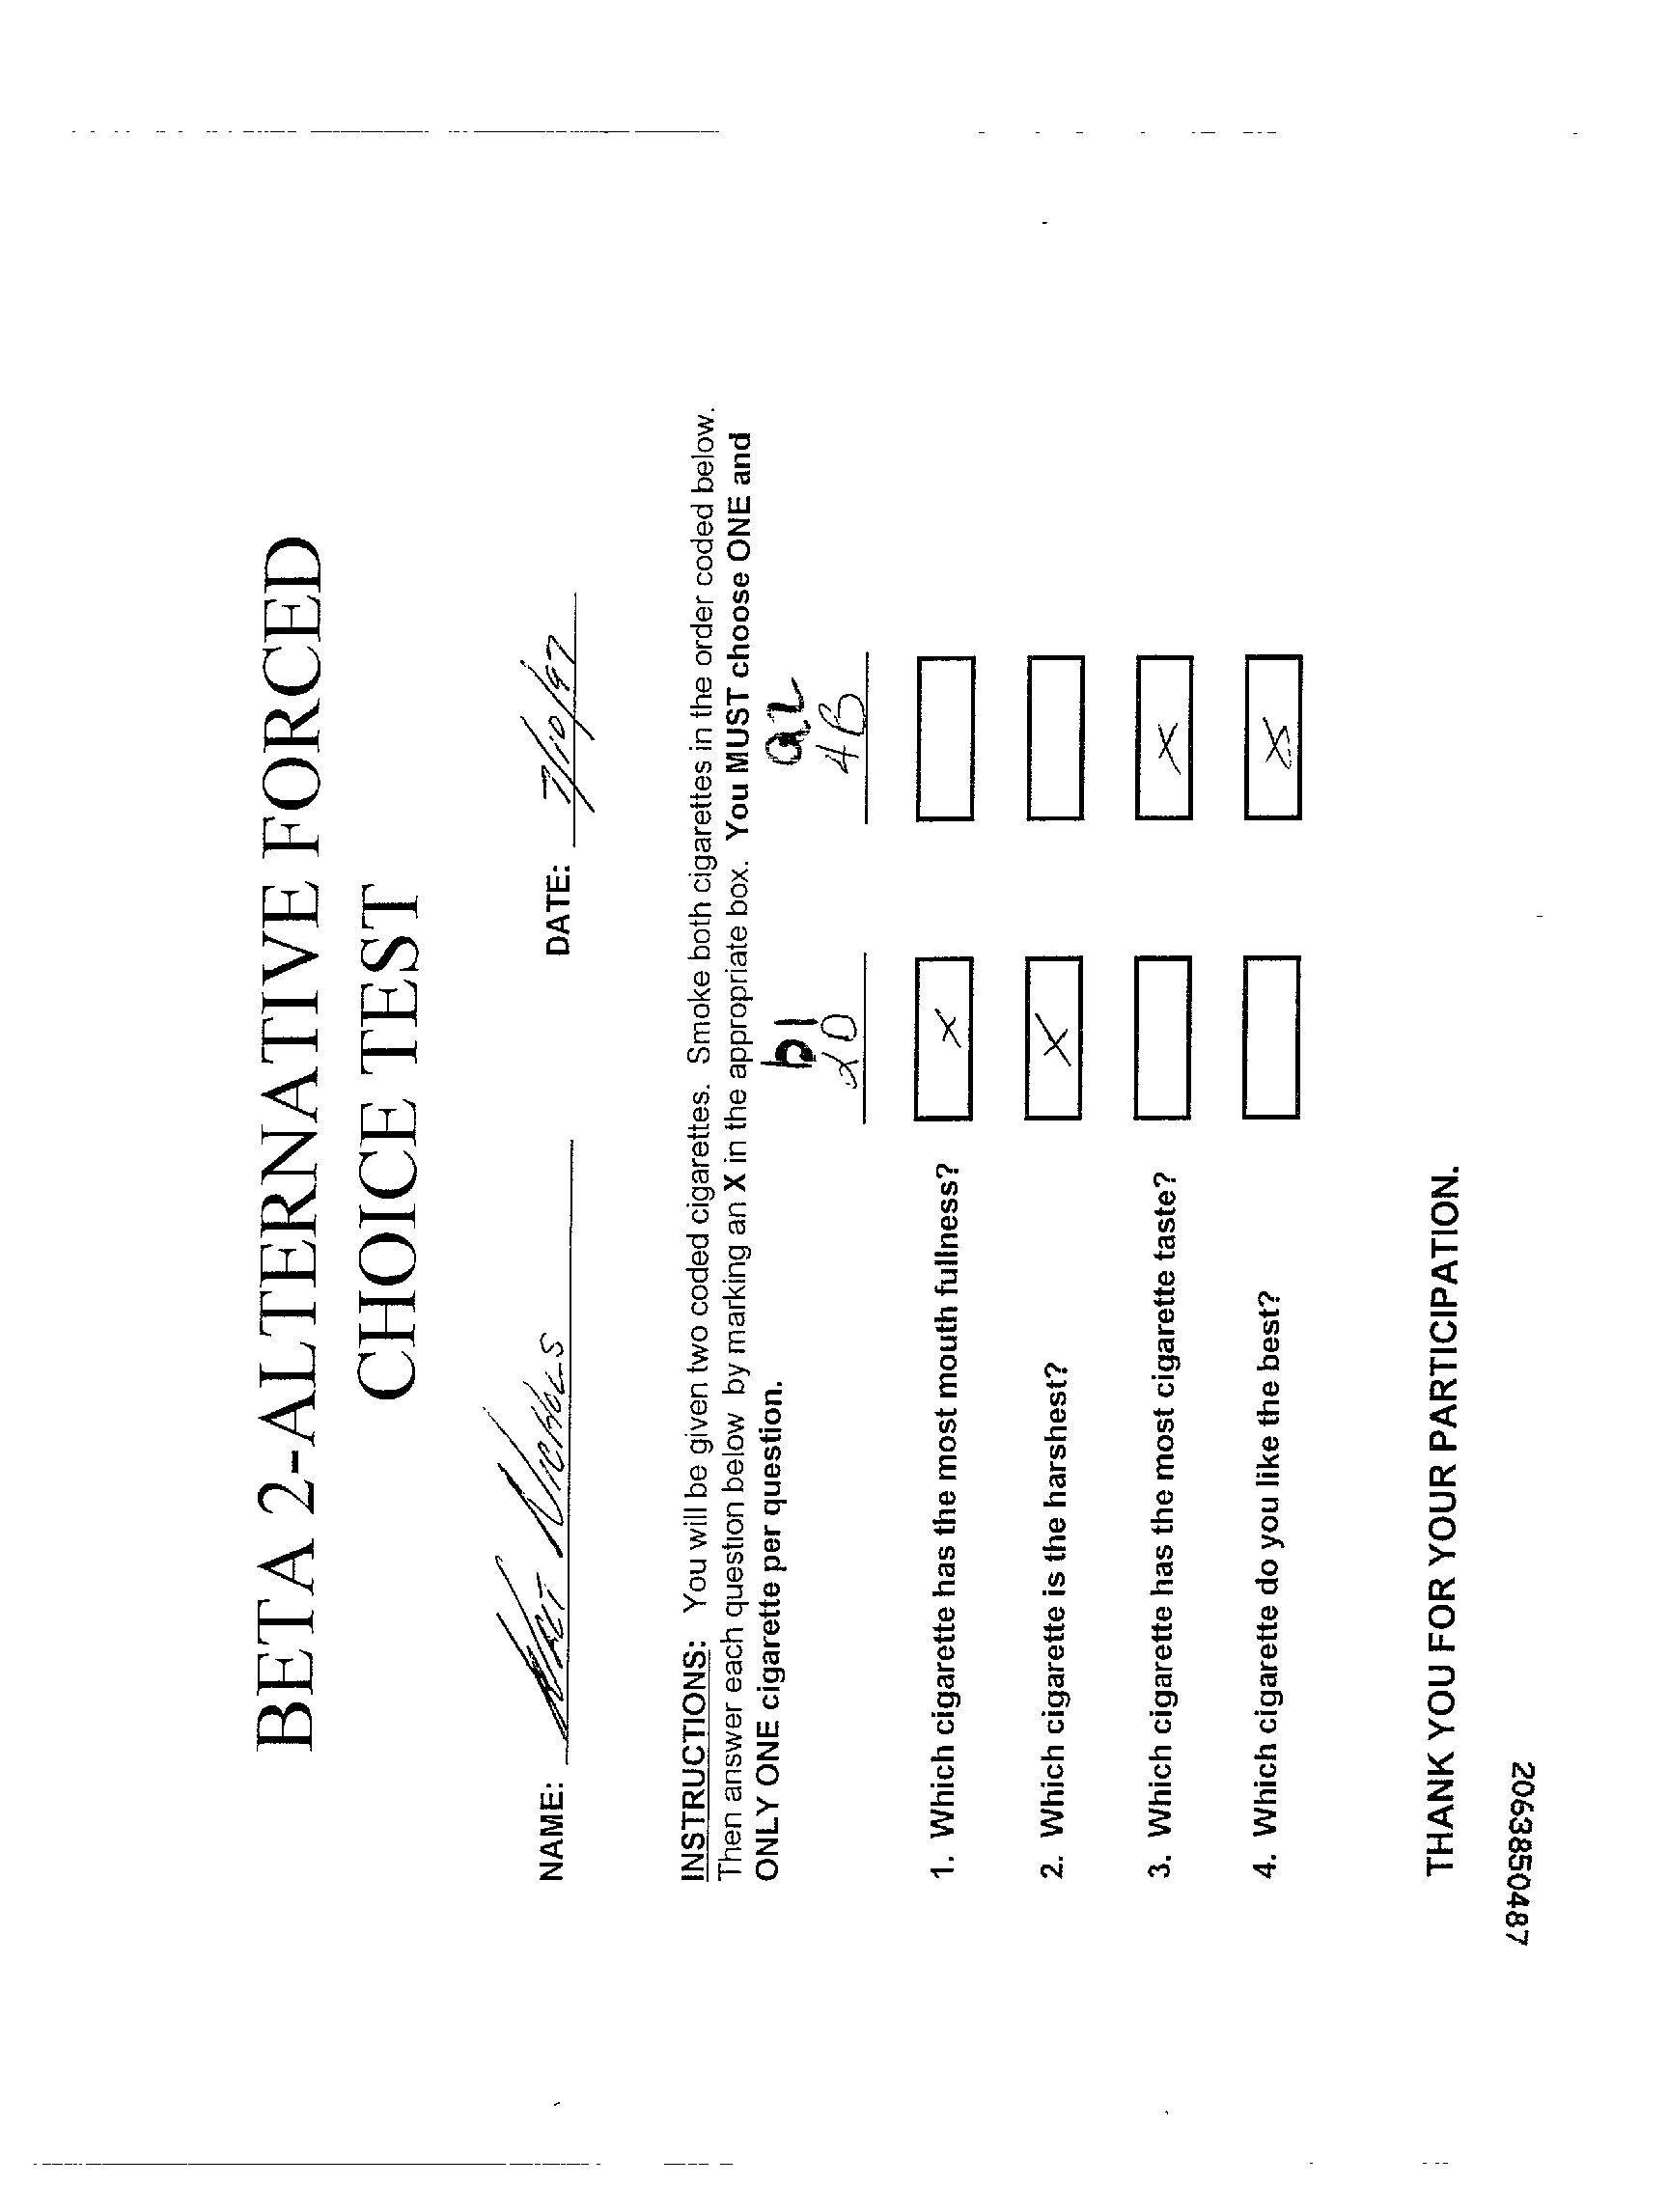 BETA 2-ALTERNATIVE FORCED
CHOICE TEST
NAME: Walt Nichols DATE: 7/10/97
INSTRUCTIONS: You will be given two coded cigarettes. Smoke both cigarettes in the order coded below.
Then answer each question below by marking an X in the appropriate box. You MUST choose ONE and
ONLY ONE cigarette per question.
b1 a2
20 4B
1. Which cigarette has the most mouth fullness? X
2. Which cigarette is the harshest? X
3. Which cigarette has the most cigarette taste? X
4. Which cigarette do you like the best? X
THANK YOU FOR YOUR PARTICIPATION.
2063850487